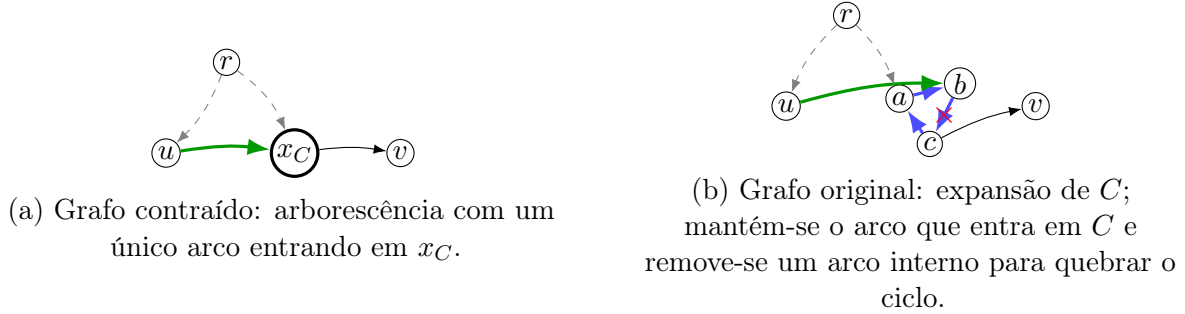 r
u
x_C
v
(a) Grafo contraído: arborescência com um
único arco entrando em x_C.
r
u
a
b
c
v
(b) Grafo original: expansão de C;
mantém-se o arco que entra em C e
remove-se um arco interno para quebrar o
ciclo.